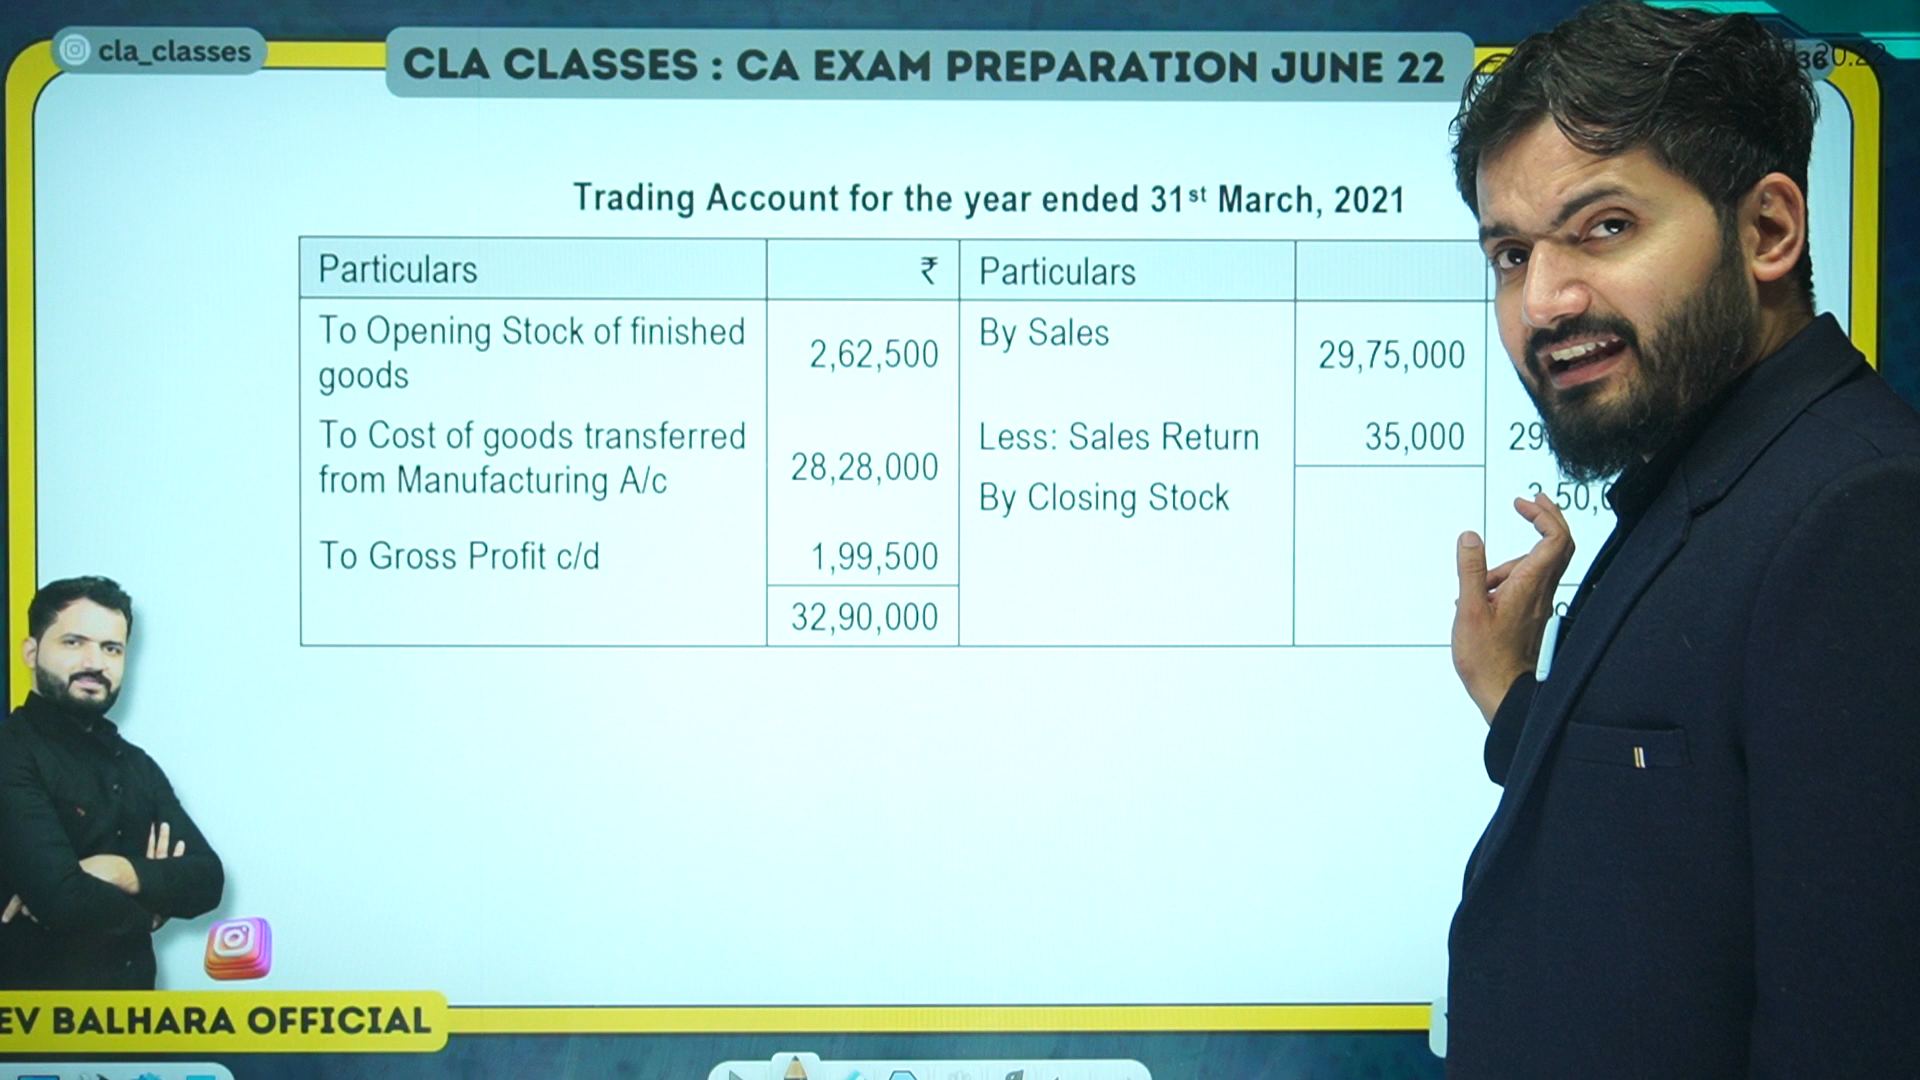 cla_classes
CLA CLASSES : CA EXAM PREPARATION JUNE 22
Trading Account for the year ended 31st March, 2021
Particulars ₹ Particulars
To Opening Stock of finished goods 2,62,500 By Sales 29,75,000
To Cost of goods transferred from Manufacturing A/c 28,28,000 Less: Sales Return 35,000
By Closing Stock
To Gross Profit c/d 1,99,500
32,90,000
EV BALHARA OFFICIAL